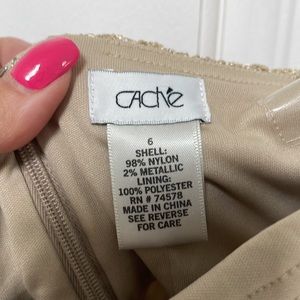 Caché
6
SHELL:
98% NYLON
2% METALLIC
LINING:
100% POLYESTER
RN # 74578
MADE IN CHINA
SEE REVERSE
FOR CARE